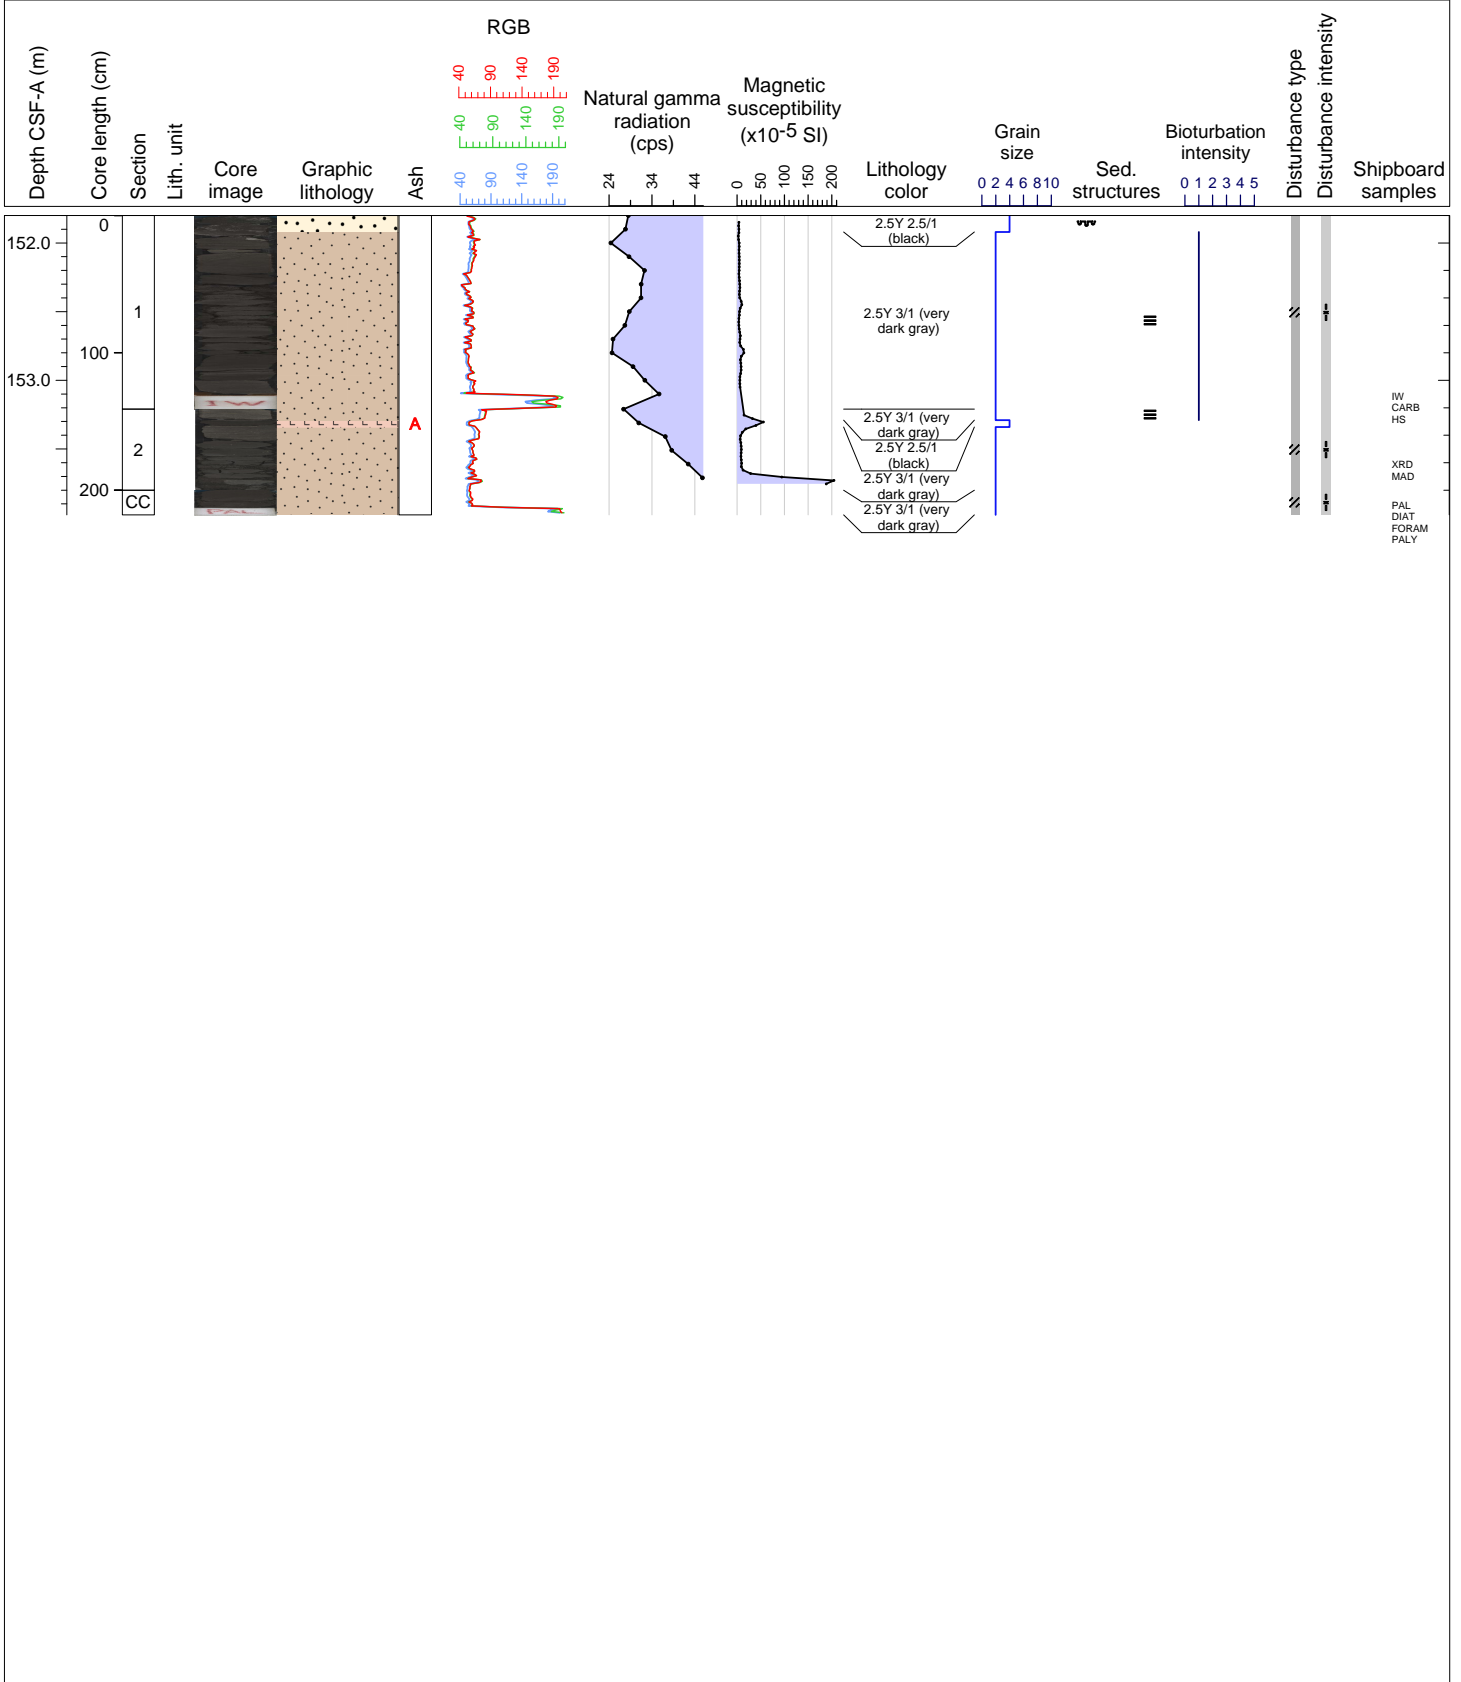 RGB
Depth CSF-A (m)
Core length (cm)
Section
Lith. unit
Core
image
Graphic
lithology
Ash
40 90 140 190
40 90 140 190
40 90 140 190
Natural gamma
radiation
(cps)
24 34 44
Magnetic
susceptibility
(x10-5 SI)
0 50 100 150 200
Lithology
color
Grain
size
0 2 4 6 8 10
Sed.
structures
Bioturbation
intensity
0 1 2 3 4 5
Disturbance type
Disturbance intensity
Shipboard
samples
152.0
153.0
0
100
200
1
2
CC
IW
PAL
A
2.5Y 2.5/1
(black)
2.5Y 3/1 (very
dark gray)
2.5Y 3/1 (very
dark gray)
2.5Y 2.5/1
(black)
2.5Y 3/1 (very
dark gray)
2.5Y 3/1 (very
dark gray)
IW
CARB
HS
XRD
MAD
PAL
DIAT
FORAM
PALY